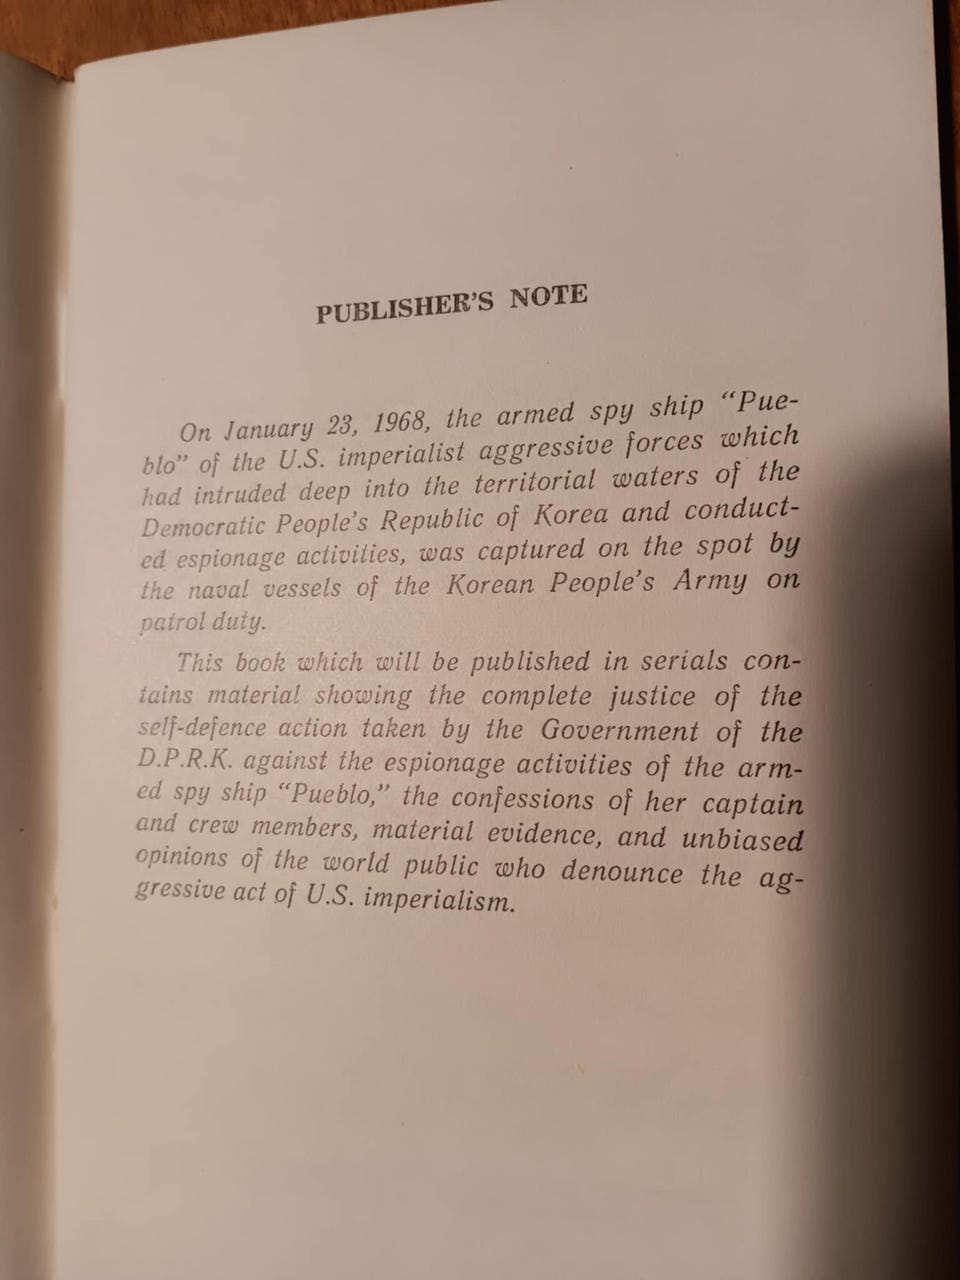 PUBLISHER'S NOTE
On January 23, 1968, the armed spy ship “Pue-
blo” of the U.S. imperialist aggressive forces which
had intruded deep into the territorial waters of the
Democratic People's Republic of Korea and conduct-
ed espionage activities, was captured on the spot by
the naval vessels of the Korean People's Army on
patrol duty.
This book which will be published in serials con-
tains material showing the complete justice of the
self-defence action taken by the Government of the
D.P.R.K. against the espionage activities of the arm-
ed spy ship “Pueblo,” the confessions of her captain
and crew members, material evidence, and unbiased
opinions of the world public who denounce the ag-
gressive act of U.S. imperialism.